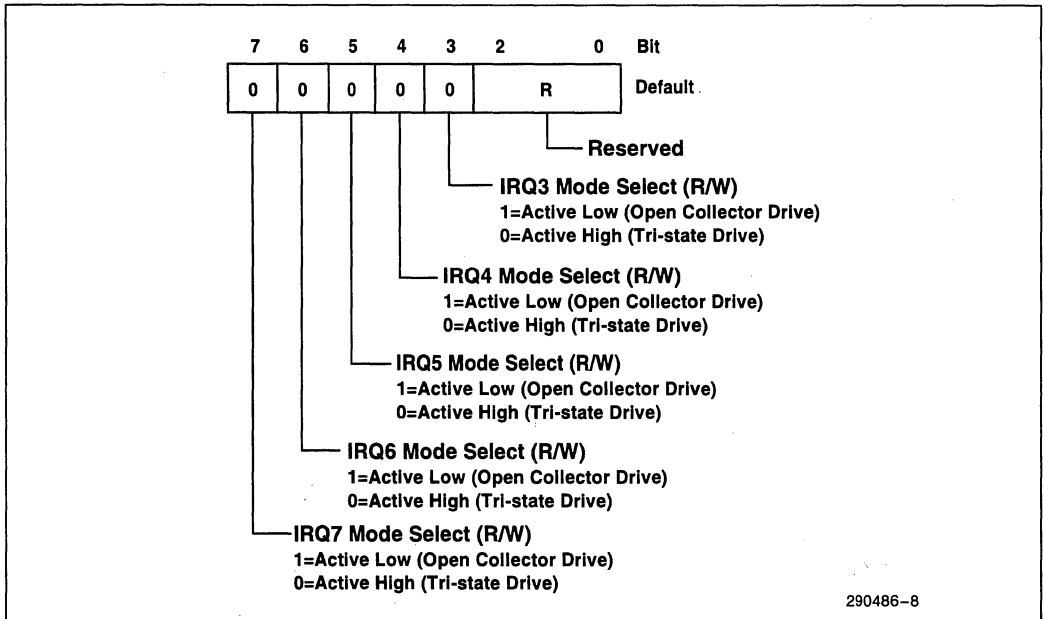 7 6 5 4 3 2 0 Bit
0 0 0 0 0 R Default
Reserved
IRQ3 Mode Select (R/W)
1=Active Low (Open Collector Drive)
0=Active High (Tri-state Drive)
IRQ4 Mode Select (R/W)
1=Active Low (Open Collector Drive)
0=Active High (Tri-state Drive)
IRQ5 Mode Select (R/W)
1=Active Low (Open Collector Drive)
0=Active High (Tri-state Drive)
IRQ6 Mode Select (R/W)
1=Active Low (Open Collector Drive)
0=Active High (Tri-state Drive)
IRQ7 Mode Select (R/W)
1=Active Low (Open Collector Drive)
0=Active High (Tri-state Drive)
290486–8